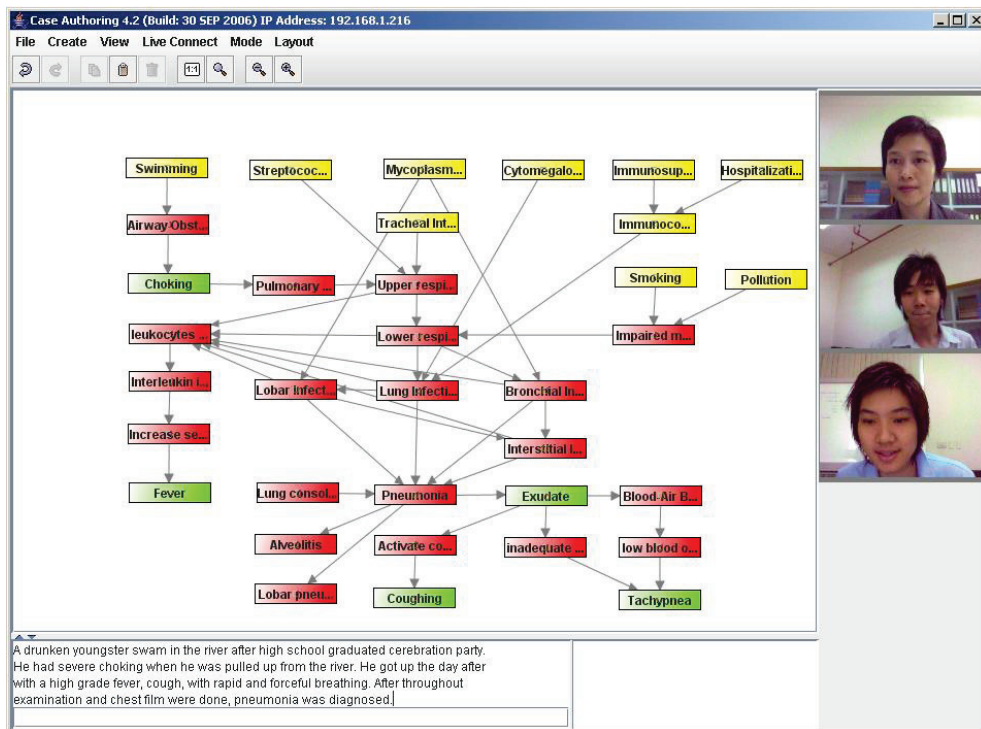 Case Authoring 4.2 (Build: 30 SEP 2006) IP Address: 192.168.1.216
File Create View Live Connect Mode Layout
1:1
Swimming
Streptococ...
Mycoplasm...
Cytomegalo...
Immunosup...
Hospitalizati...
Airway Obst...
Tracheal Int...
Immunoco...
Choking
Pulmonary ...
Upper respi...
Smoking
Pollution
leukocytes ...
Lower respi...
Impaired m...
Interleukin i...
Lobar Infect...
Lung Infecti...
Bronchial In...
Increase se...
Interstitial i...
Fever
Lung consol...
Pneumonia
Exudate
Blood-Air B...
Alveolitis
Activate co...
inadequate ...
low blood o...
Lobar pneu...
Coughing
Tachypnea
A drunken youngster swam in the river after high school graduated cerebration party.
He had severe choking when he was pulled up from the river. He got up the day after
with a high grade fever, cough, with rapid and forceful breathing. After throughout
examination and chest film were done, pneumonia was diagnosed.